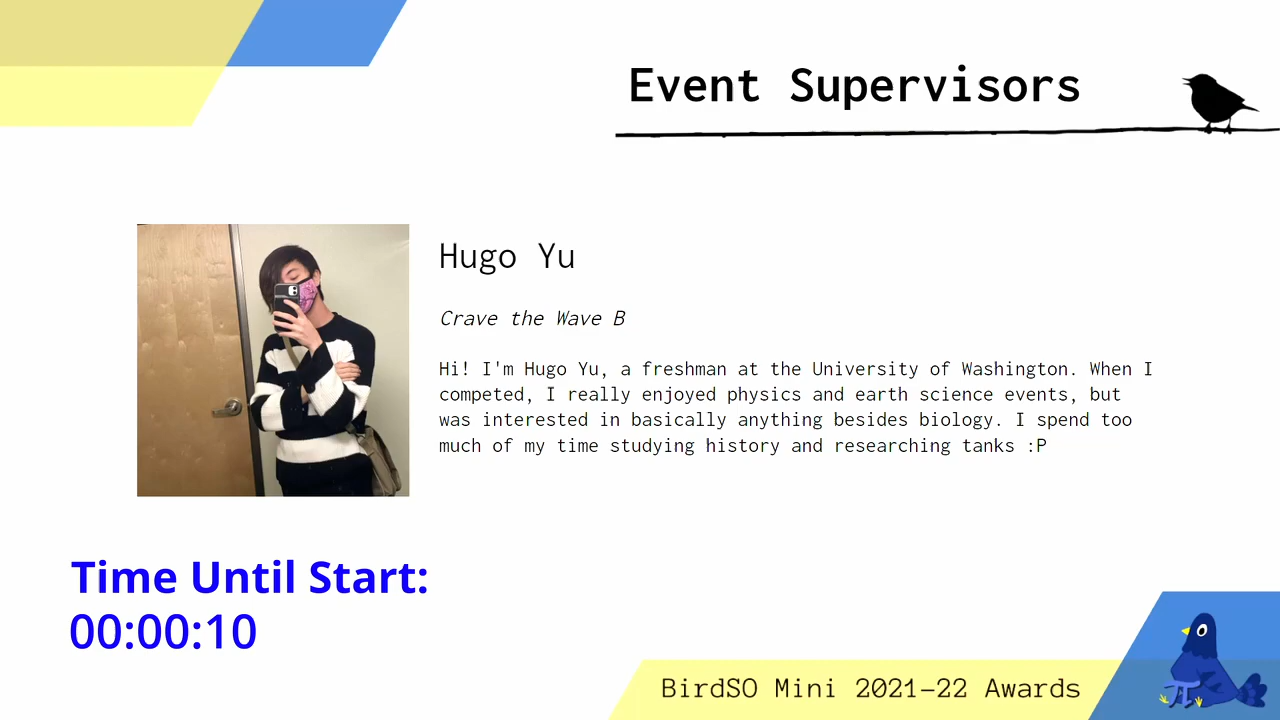 Event Supervisors
Hugo Yu
Crave the Wave B
Hi! I'm Hugo Yu, a freshman at the University of Washington. When I
competed, I really enjoyed physics and earth science events, but
was interested in basically anything besides biology. I spend too
much of my time studying history and researching tanks :P
Time Until Start:
00:00:10
BirdSO Mini 2021-22 Awards